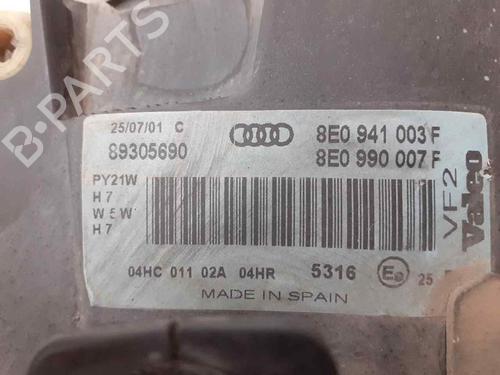 B-Parts
25/07/01 C
8E0 941 003 F
89305690
8E0 990 007 F
PY21W
H7
W5W
H7
VF2
Valeo
04HC 011 02A 04HR
5316
25
MADE IN SPAIN